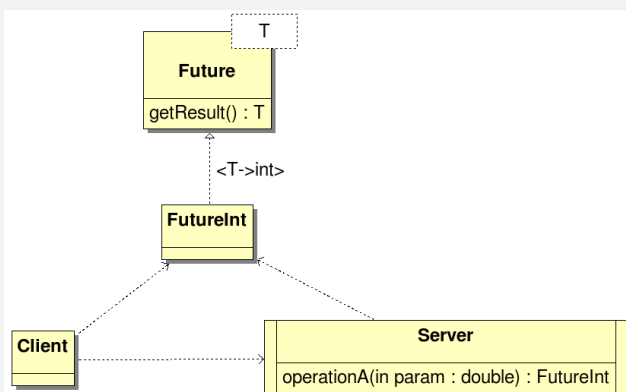 T
Future
getResult() : T
<T->int>
FutureInt
Client
Server
operationA(in param : double) : FutureInt